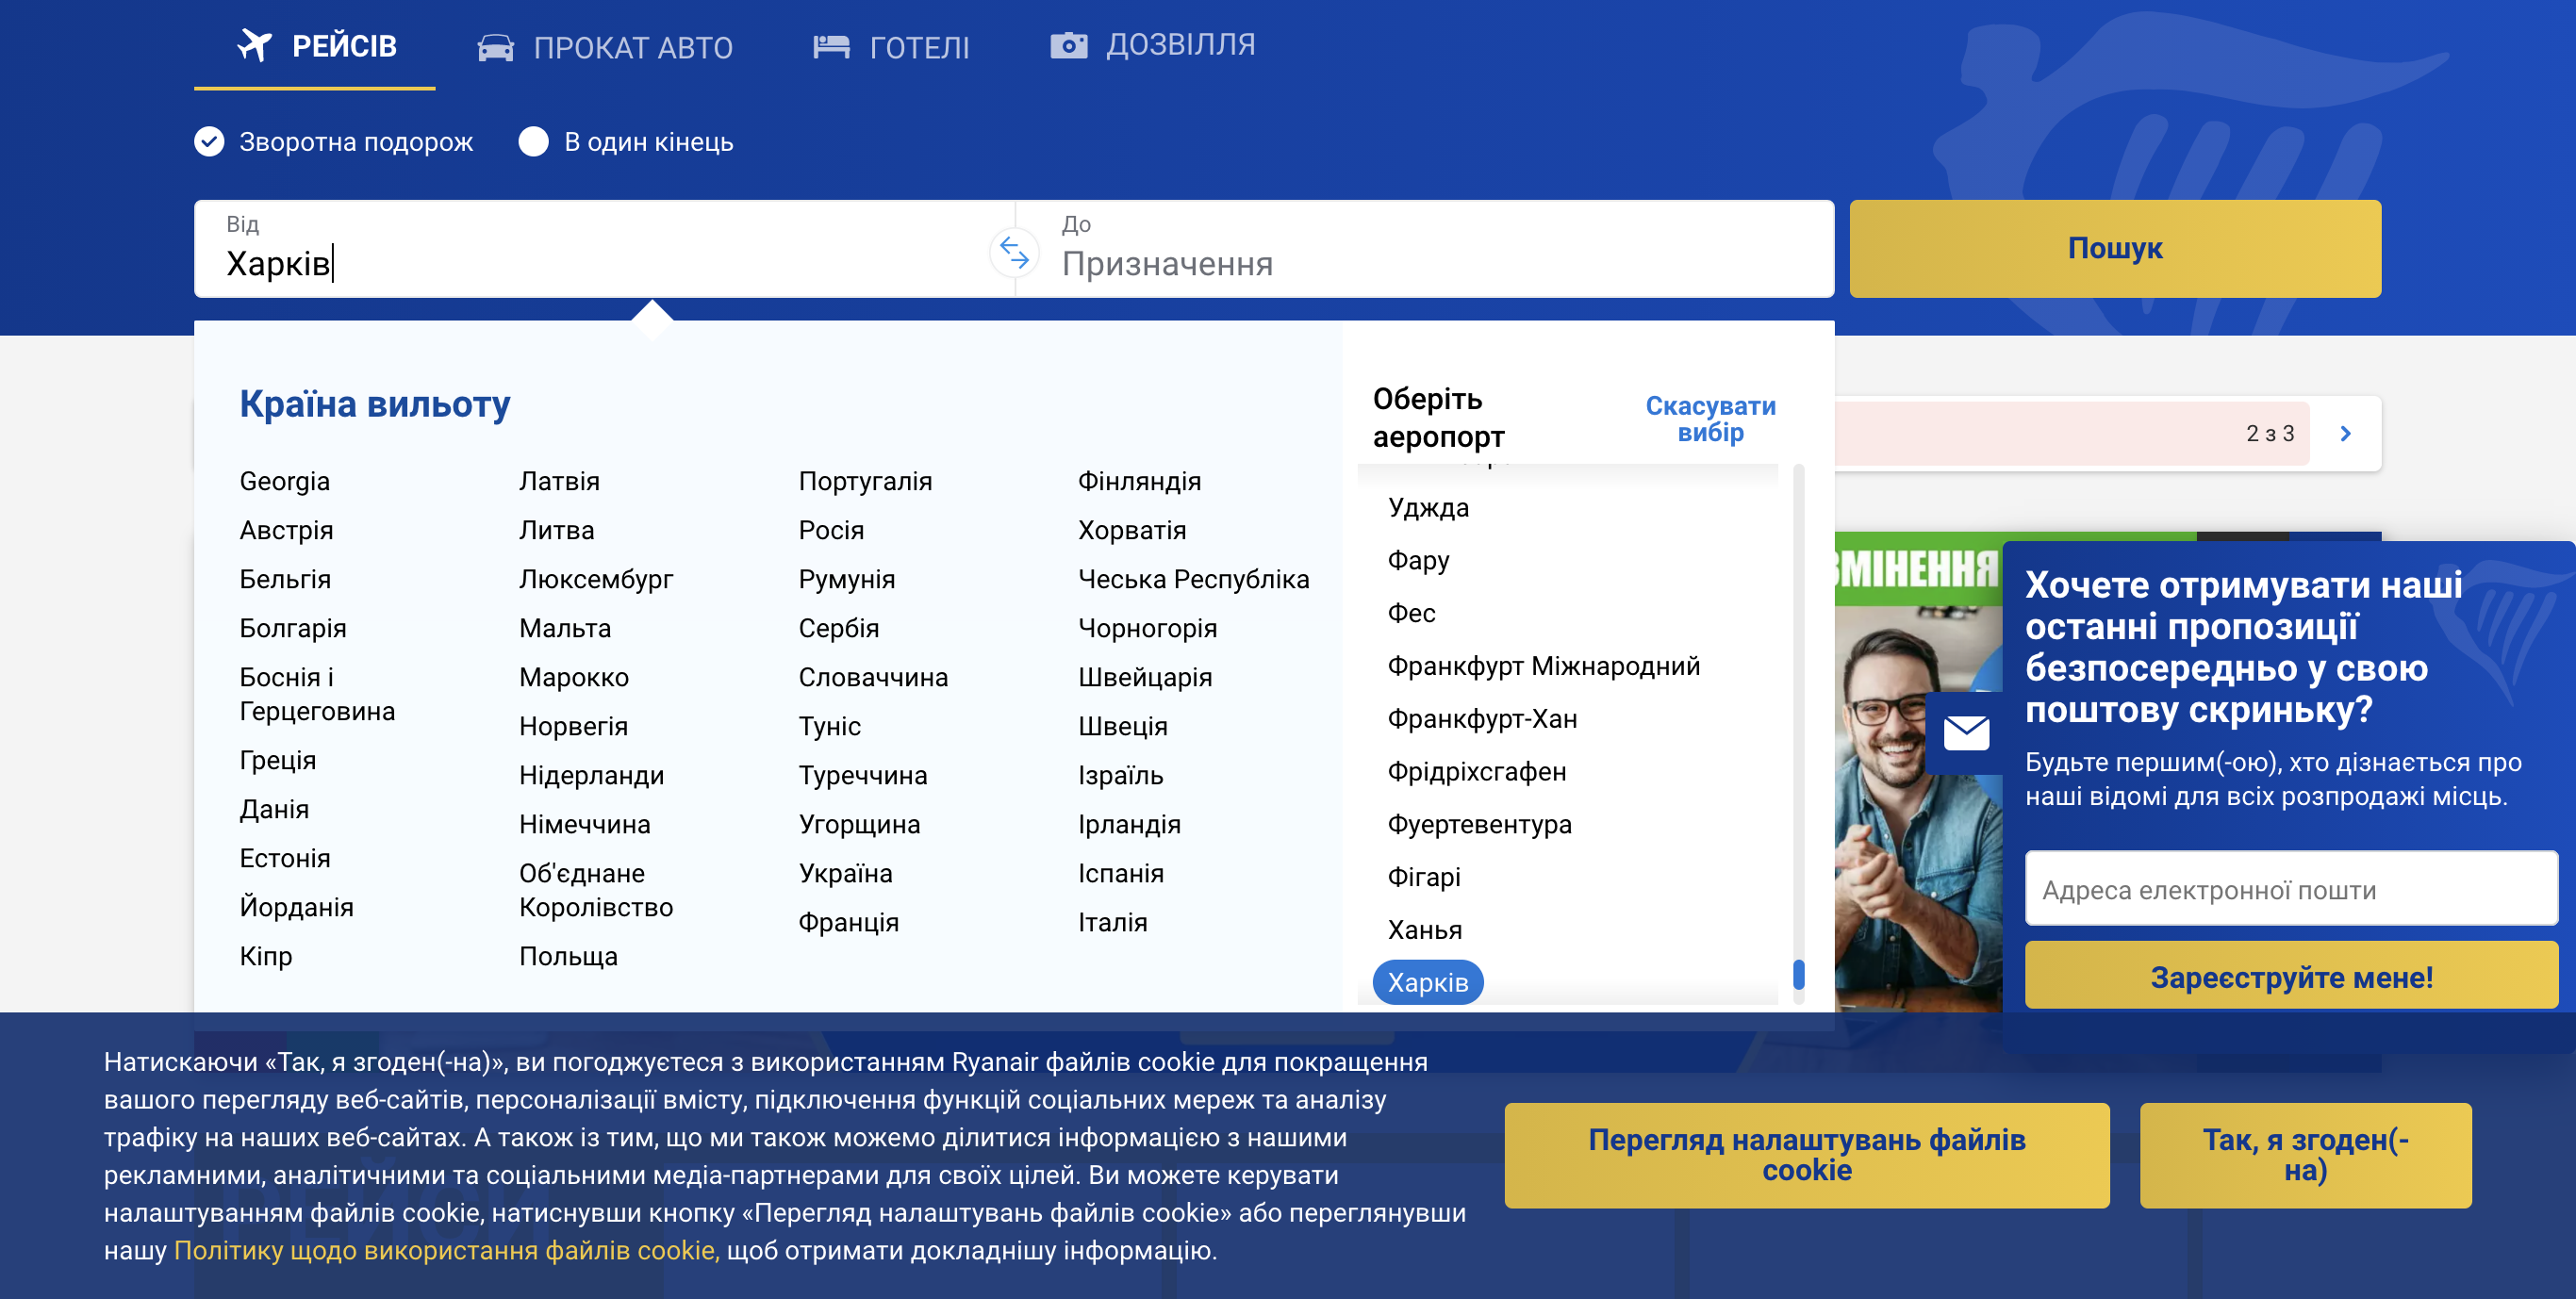 РЕЙСІВ
ПРОКАТ АВТО
ГОТЕЛІ
ДОЗВІЛЛЯ
Зворотна подорож
В один кінець
Від
Харків
До
Призначення
Пошук
Країна вильоту
Georgia
Австрія
Бельгія
Болгарія
Боснія і
Герцеговина
Греція
Данія
Естонія
Йорданія
Кіпр
Латвія
Литва
Люксембург
Мальта
Марокко
Норвегія
Нідерланди
Німеччина
Об'єднане
Королівство
Польща
Португалія
Росія
Румунія
Сербія
Словаччина
Туніс
Туреччина
Угорщина
Україна
Франція
Фінляндія
Хорватія
Чеська Республіка
Чорногорія
Швейцарія
Швеція
Ізраїль
Ірландія
Іспанія
Італія
Оберіть
аеропорт
Скасувати
вибір
Уджда
Фару
Фес
Франкфурт Міжнародний
Франкфурт-Хан
Фрідріхсгафен
Фуертевентура
Фігарі
Ханья
Харків
2 з 3
Хочете отримувати наші
останні пропозиції
безпосередньо у свою
поштову скриньку?
Будьте першим(-ою), хто дізнається про
наші відомі для всіх розпродажі місць.
Адреса електронної пошти
Зареєструйте мене!
Натискаючи «Так, я згоден(-на)», ви погоджуєтеся з використанням Ryanair файлів cookie для покращення
вашого перегляду веб-сайтів, персоналізації вмісту, підключення функцій соціальних мереж та аналізу
трафіку на наших веб-сайтах. А також із тим, що ми також можемо ділитися інформацією з нашими
рекламними, аналітичними та соціальними медіа-партнерами для своїх цілей. Ви можете керувати
налаштуванням файлів cookie, натиснувши кнопку «Перегляд налаштувань файлів cookie» або переглянувши
нашу Політику щодо використання файлів cookie, щоб отримати докладнішу інформацію.
Перегляд налаштувань файлів
cookie
Так, я згоден(-
на)